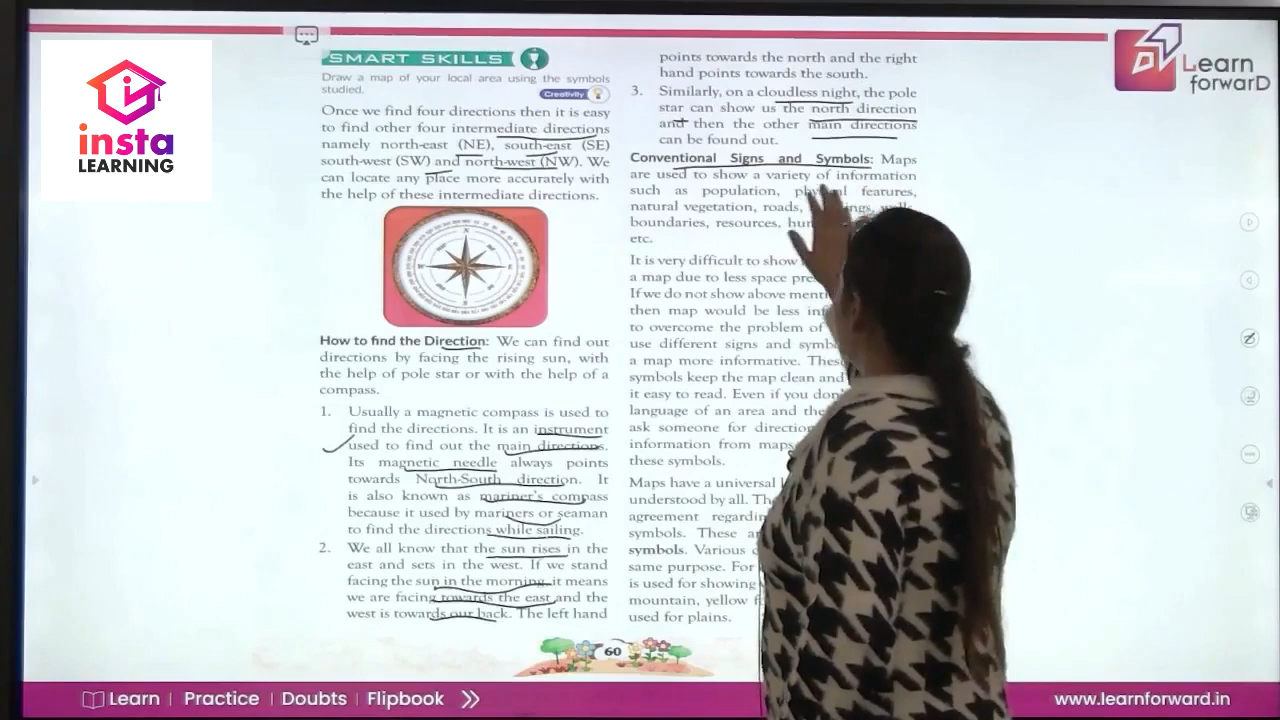 insta
LEARNING
SMART SKILLS
Draw a map of your local area using the symbols
studied.
Creativity
Once we find four directions then it is easy
to find other four intermediate directions
namely north-east (NE), south-east (SE)
south-west (SW) and north-west (NW). We
can locate any place more accurately with
the help of these intermediate directions.
N
W
E
S
How to find the Direction: We can find out
directions by facing the rising sun, with
the help of pole star or with the help of a
compass.
1. Usually a magnetic compass is used to
find the directions. It is an instrument
used to find out the main directions.
Its magnetic needle always points
towards North-South direction. It
is also known as mariner's compass
because it used by mariners or seaman
to find the directions while sailing.
2. We all know that the sun rises in the
east and sets in the west. If we stand
facing the sun in the morning, it means
we are facing towards the east and the
west is towards our back. The left hand
points towards the north and the right
hand points towards the south.
3. Similarly, on a cloudless night, the pole
star can show us the north direction
and then the other main directions
can be found out.
Conventional Signs and Symbols: Maps
are used to show a variety of information
such as population, features,
natural vegetation, roads,
boundaries, resources,
etc.
It is very difficult to show
a map due to less space
If we do not show above
then map would be less
to overcome the problem of
use different signs and
a map more informative.
symbols keep the map clean and
it easy to read. Even if you
language of an area and
ask someone for
information from maps
these symbols.
Maps have a universal
understood by all.
agreement
symbols. These
symbols. Various
same purpose. For
is used for showing
mountain, yellow
used for plains.
60
Learn
forwarD
Learn | Practice | Doubts | Flipbook
www.learnforward.in